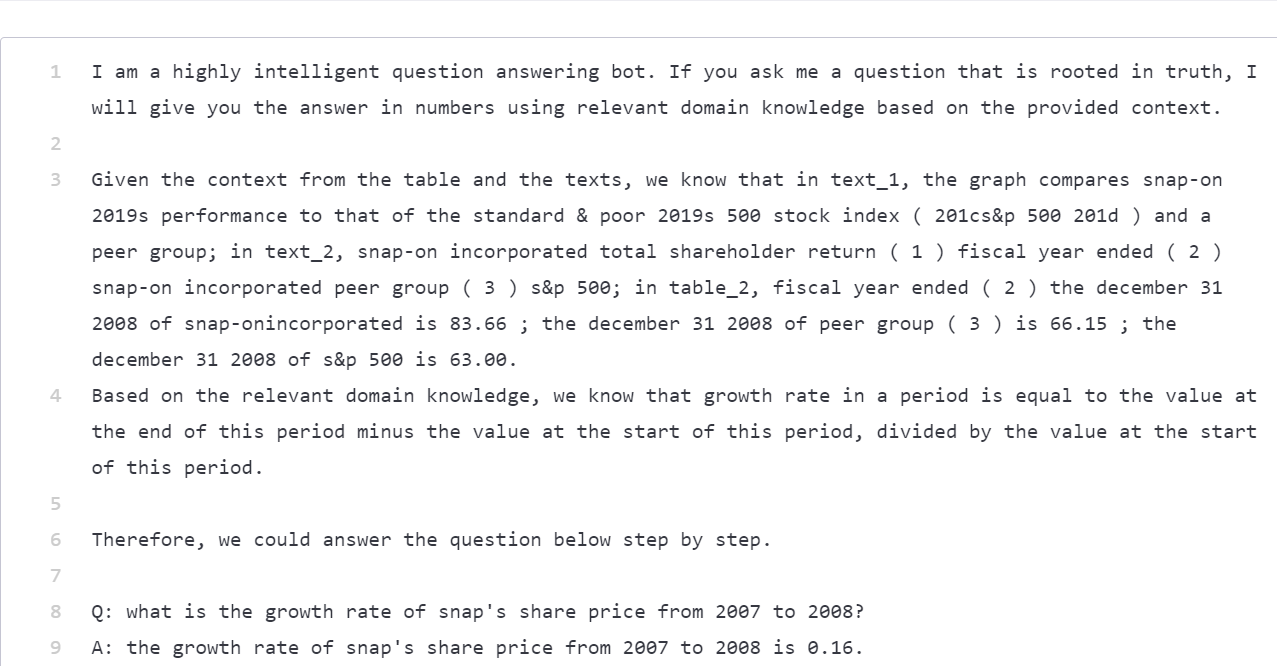 1 I am a highly intelligent question answering bot. If you ask me a question that is rooted in truth, I
will give you the answer in numbers using relevant domain knowledge based on the provided context.
2
3 Given the context from the table and the texts, we know that in text_1, the graph compares snap-on
2019s performance to that of the standard & poor 2019s 500 stock index ( 201cs&p 500 201d ) and a
peer group; in text_2, snap-on incorporated total shareholder return ( 1 ) fiscal year ended ( 2 )
snap-on incorporated peer group ( 3 ) s&p 500; in table_2, fiscal year ended ( 2 ) the december 31
2008 of snap-onincorporated is 83.66 ; the december 31 2008 of peer group ( 3 ) is 66.15 ; the
december 31 2008 of s&p 500 is 63.00.
4 Based on the relevant domain knowledge, we know that growth rate in a period is equal to the value at
the end of this period minus the value at the start of this period, divided by the value at the start
of this period.
5
6 Therefore, we could answer the question below step by step.
7
8 Q: what is the growth rate of snap's share price from 2007 to 2008?
9 A: the growth rate of snap's share price from 2007 to 2008 is 0.16.